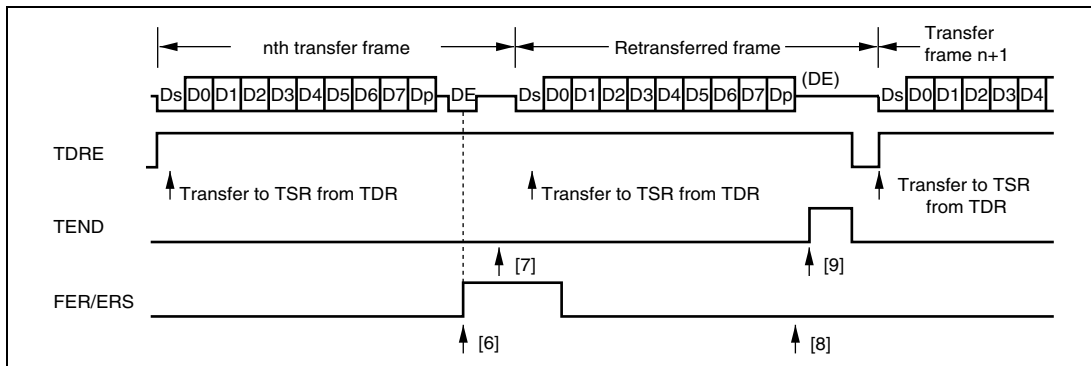 nth transfer frame
Retransferred frame
Transfer
frame n+1
Ds D0 D1 D2 D3 D4 D5 D6 D7 Dp DE
Ds D0 D1 D2 D3 D4 D5 D6 D7 Dp (DE)
Ds D0 D1 D2 D3 D4
TDRE
Transfer to TSR from TDR
Transfer to TSR from TDR
Transfer to TSR
from TDR
TEND
[7]
[9]
FER/ERS
[6]
[8]